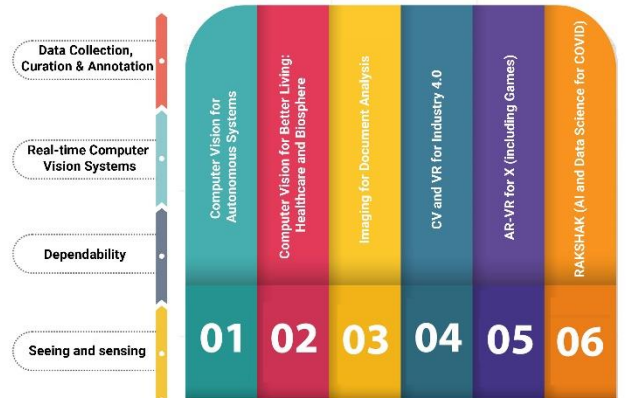 Data Collection,
Curation & Annotation
Real-time Computer
Vision Systems
Dependability
Seeing and sensing
Computer Vision for
Autonomous Systems
Computer Vision for Better Living:
Healthcare and Biosphere
Imaging for Document Analysis
CV and VR for Industry 4.0
AR-VR for X (including Games)
RAKSHAK (AI and Data Science for COVID)
01
02
03
04
05
06